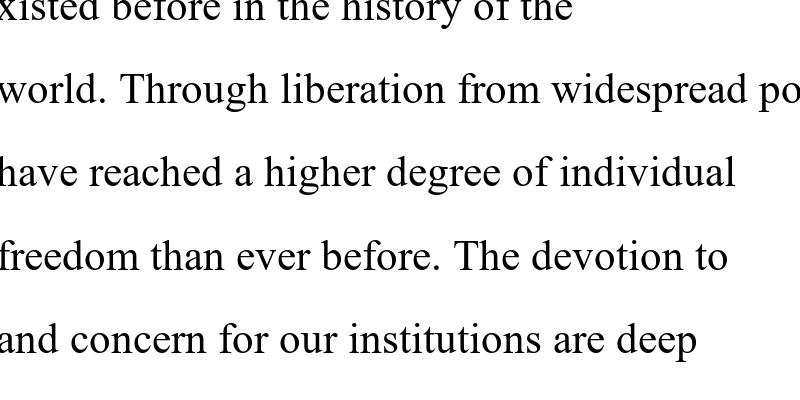 xisted before in the history of the
world. Through liberation from widespread po
have reached a higher degree of individual
freedom than ever before. The devotion to
and concern for our institutions are deep